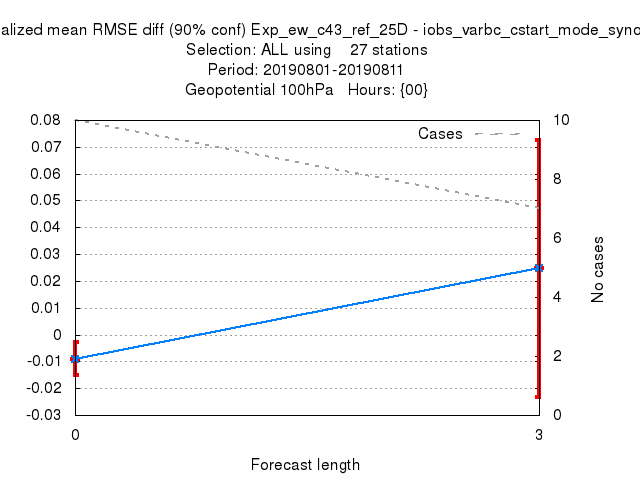 alized mean RMSE diff (90% conf) Exp_ew_c43_ref_25D - iobs_varbc_cstart_mode_syno
Selection: ALL using    27 stations
Period: 20190801-20190811
Geopotential 100hPa   Hours: {00}
Cases
0.08
0.07
0.06
0.05
0.04
0.03
0.02
0.01
0
-0.01
-0.02
-0.03
10
8
6
4
2
0
No cases
0
3
Forecast length